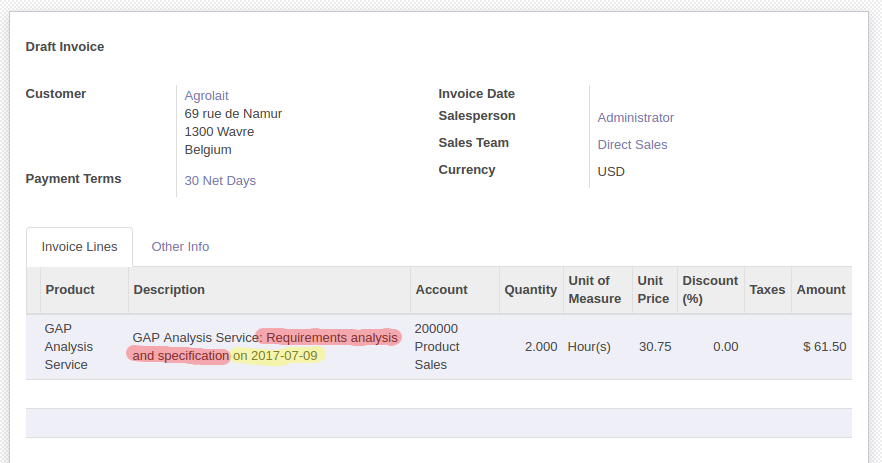 Draft Invoice
Customer
Agrolait
69 rue de Namur
1300 Wavre
Belgium
Payment Terms
30 Net Days
Invoice Date
Salesperson
Administrator
Sales Team
Direct Sales
Currency
USD
Invoice Lines
Other Info
Product
Description
Account
Quantity
Unit of
Measure
Unit
Price
Discount
(%)
Taxes
Amount
GAP
Analysis
Service
GAP Analysis Service: Requirements analysis
and specification on 2017-07-09
200000
Product
Sales
2.000
Hour(s)
30.75
0.00
$ 61.50